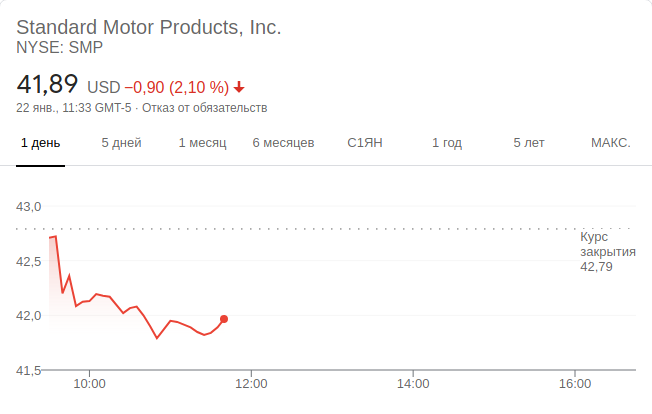 Standard Motor Products, Inc.
NYSE: SMP
41,89 USD −0,90 (2,10 %)
22 янв., 11:33 GMT-5 · Отказ от обязательств
1 день 5 дней 1 месяц 6 месяцев С1ЯН 1 год 5 лет МАКС.
43,0
Курс
закрытия
42,79
42,5
42,0
41,5
10:00 12:00 14:00 16:00